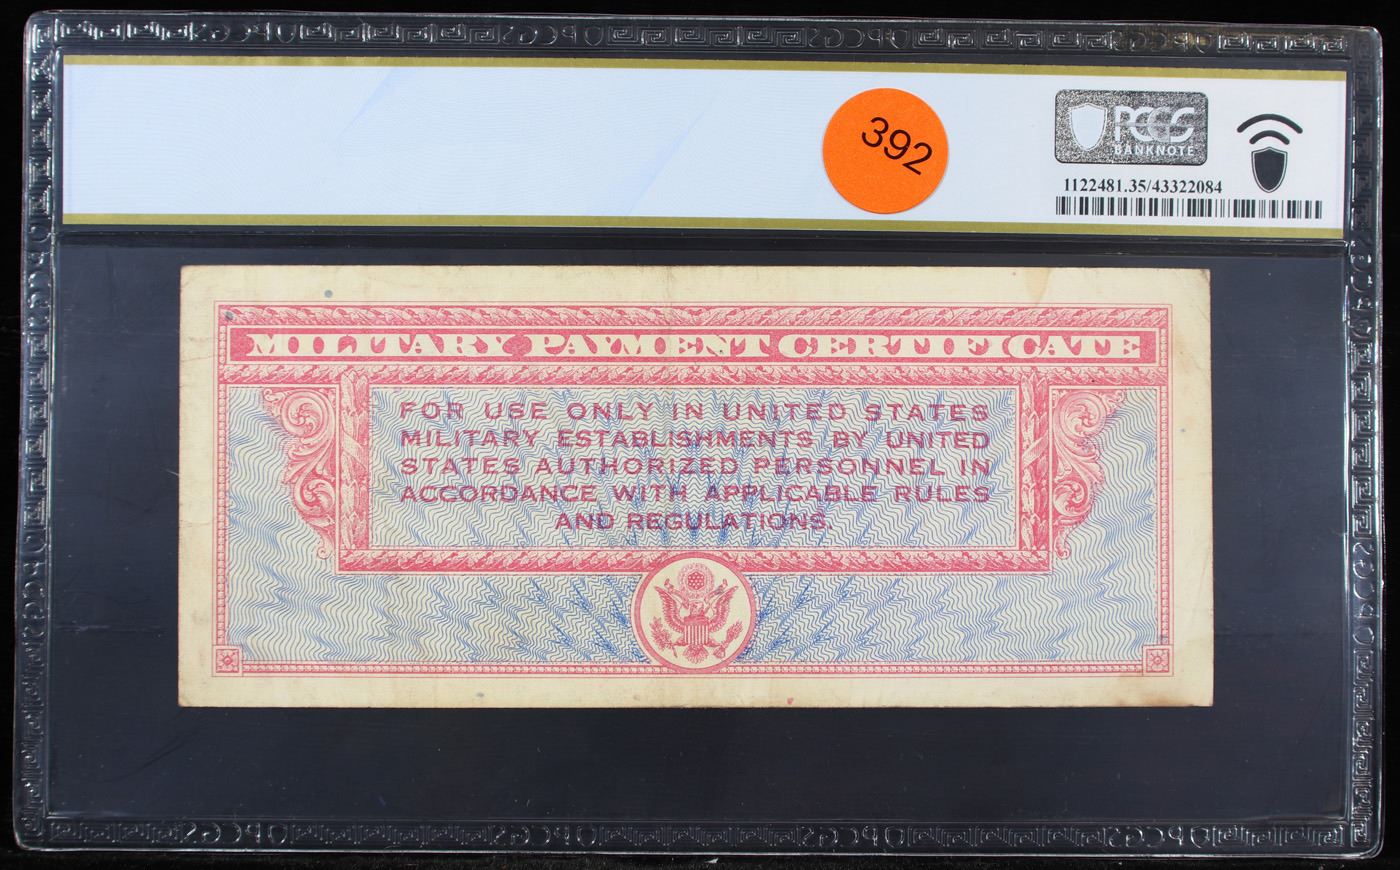 392
PCGS
BANKNOTE
1122481.35/43322084
MILITARY PAYMENT CERTIFICATE
FOR USE ONLY IN UNITED STATES
MILITARY ESTABLISHMENTS BY UNITED
STATES AUTHORIZED PERSONNEL IN
ACCORDANCE WITH APPLICABLE RULES
AND REGULATIONS.